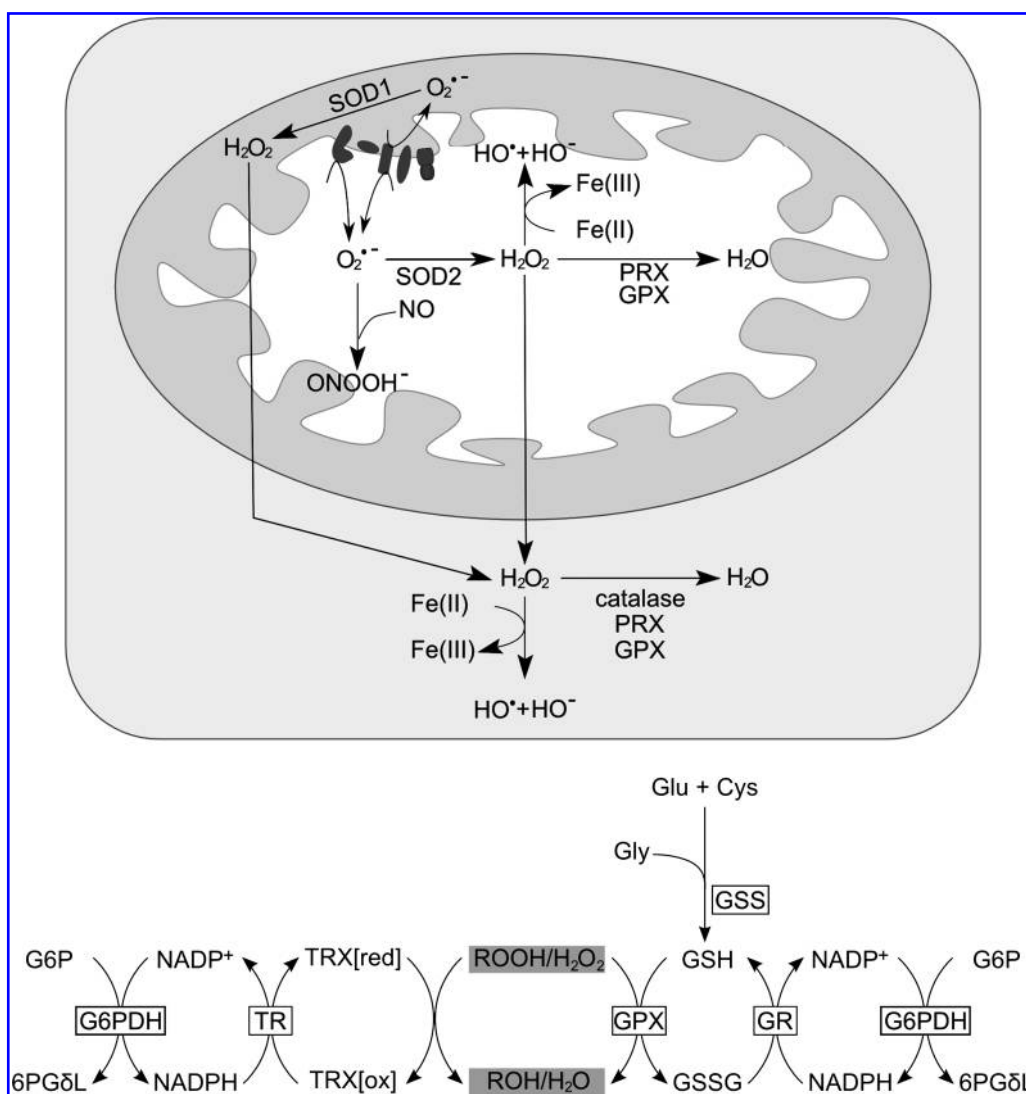 O₂•⁻
SOD1
H₂O₂
HO•+HO⁻
Fe(III)
Fe(II)
O₂•⁻
SOD2
H₂O₂
PRX
GPX
H₂O
NO
ONOOH⁻
H₂O₂
H₂O
Fe(II)
catalase
PRX
Fe(III)
GPX
HO•+HO⁻
Glu + Cys
Gly
GSS
G6P NADP⁺ TRX[red] ROOH/H₂O₂ GSH NADP⁺ G6P
G6PDH TR GPX GR G6PDH
6PGδL NADPH TRX[ox] ROH/H₂O GSSG NADPH 6PGδL